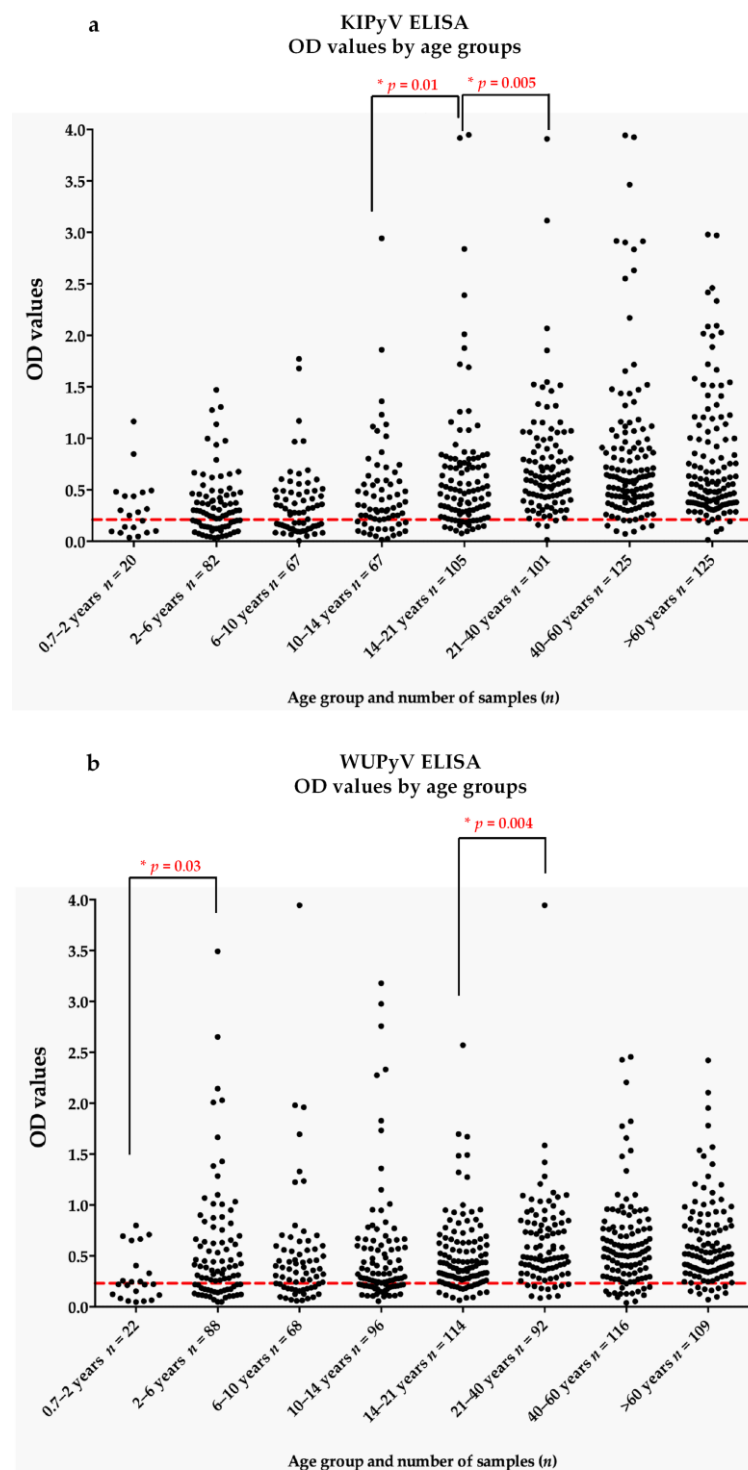 a
KIPyV ELISA
OD values by age groups
* p = 0.01
* p = 0.005
OD values
4.0
3.5
3.0
2.5
2.0
1.5
1.0
0.5
0.0
0.7–2 years n = 20
2–6 years n = 82
6–10 years n = 67
10–14 years n = 67
14–21 years n = 105
21–40 years n = 101
40–60 years n = 125
>60 years n = 125
Age group and number of samples (n)
b
WUPyV ELISA
OD values by age groups
* p = 0.03
* p = 0.004
OD values
4.0
3.5
3.0
2.5
2.0
1.5
1.0
0.5
0.0
0.7–2 years n = 22
2–6 years n = 88
6–10 years n = 68
10–14 years n = 96
14–21 years n = 114
21–40 years n = 92
40–60 years n = 116
>60 years n = 109
Age group and number of samples (n)